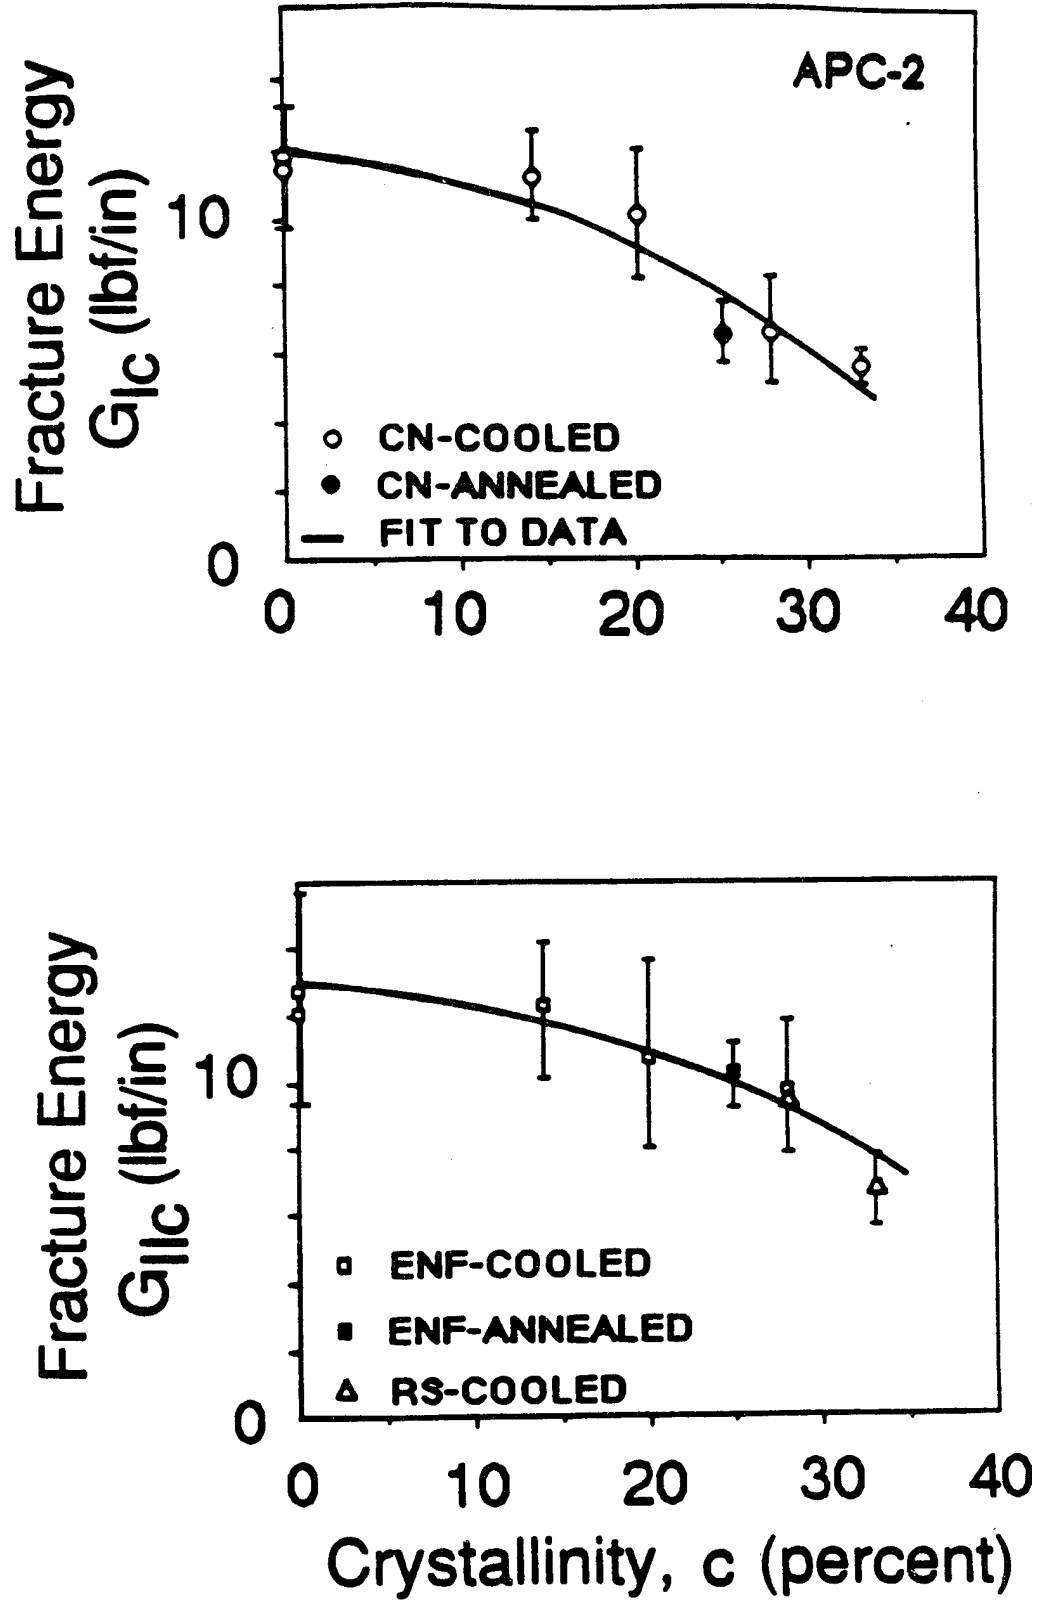 APC-2
Fracture Energy
GIc (lbf/in)
10
0
CN-COOLED
CN-ANNEALED
FIT TO DATA
0 10 20 30 40
Fracture Energy
GIIc (lbf/in)
10
0
ENF-COOLED
ENF-ANNEALED
RS-COOLED
0 10 20 30 40
Crystallinity, c (percent)